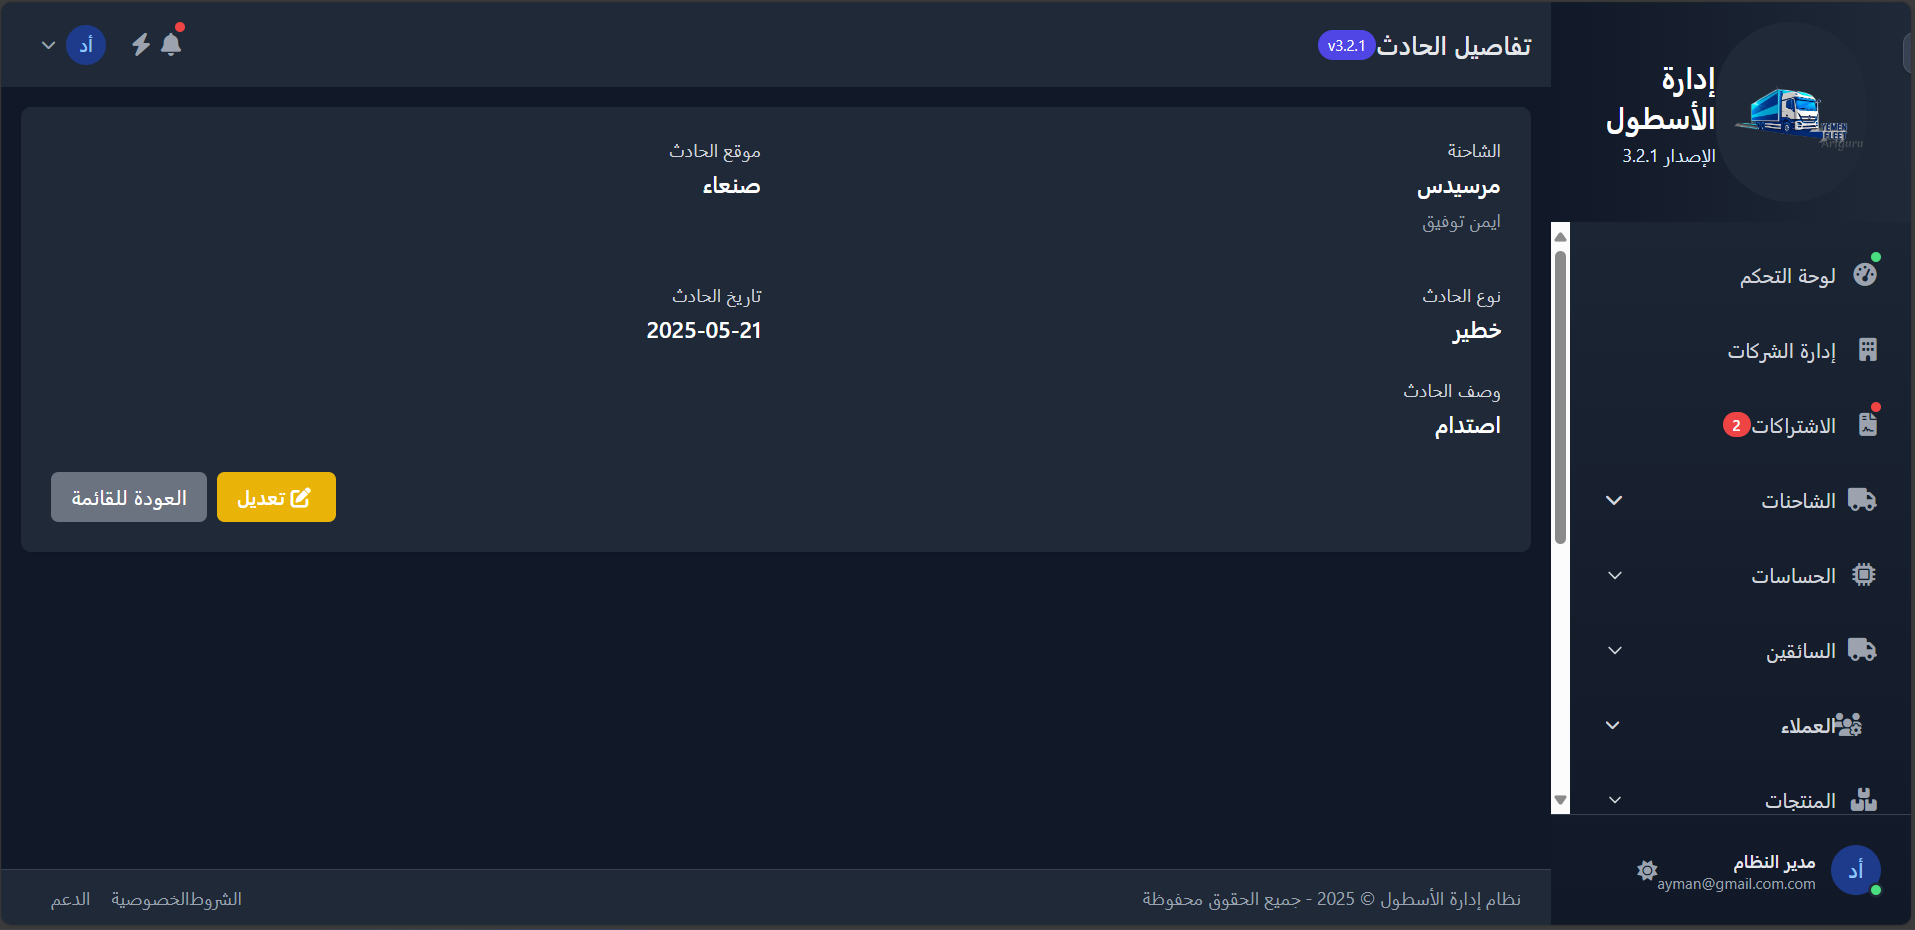 تفاصيل الحادث v3.2.1
أد
إدارة
الأسطول
الإصدار 3.2.1
YEMEN
FLEET
Artguru
لوحة التحكم
إدارة الشركات
الاشتراكات 2
الشاحنات
الحساسات
السائقين
العملاء
المنتجات
أد
مدير النظام
ayman@gmail.com.com
الشاحنة
مرسيدس
ايمن توفيق
موقع الحادث
صنعاء
نوع الحادث
خطير
تاريخ الحادث
2025-05-21
وصف الحادث
اصتدام
تعديل
العودة للقائمة
نظام إدارة الأسطول © 2025 - جميع الحقوق محفوظة
الشروطالخصوصية
الدعم